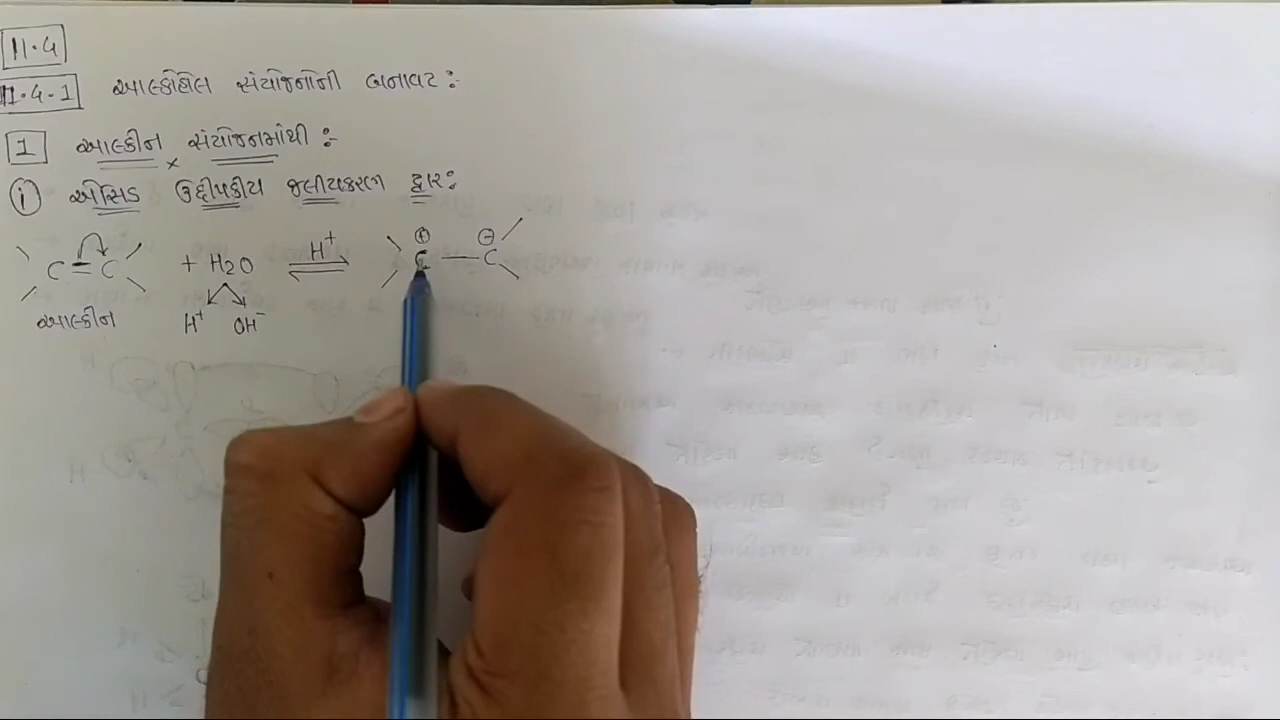 11.4
11.4.1 આલ્કોહોલ સંયોજનોની બનાવટ :-
1 આલ્કીન સંયોજનમાંથી :-
i એસિડ ઉદ્દીપકીય જલીયકરણ દ્વારા :-
C = C + H₂O ⇌ H⁺ C⊕ — C⊖
આલ્કીન H⁺ OH⁻